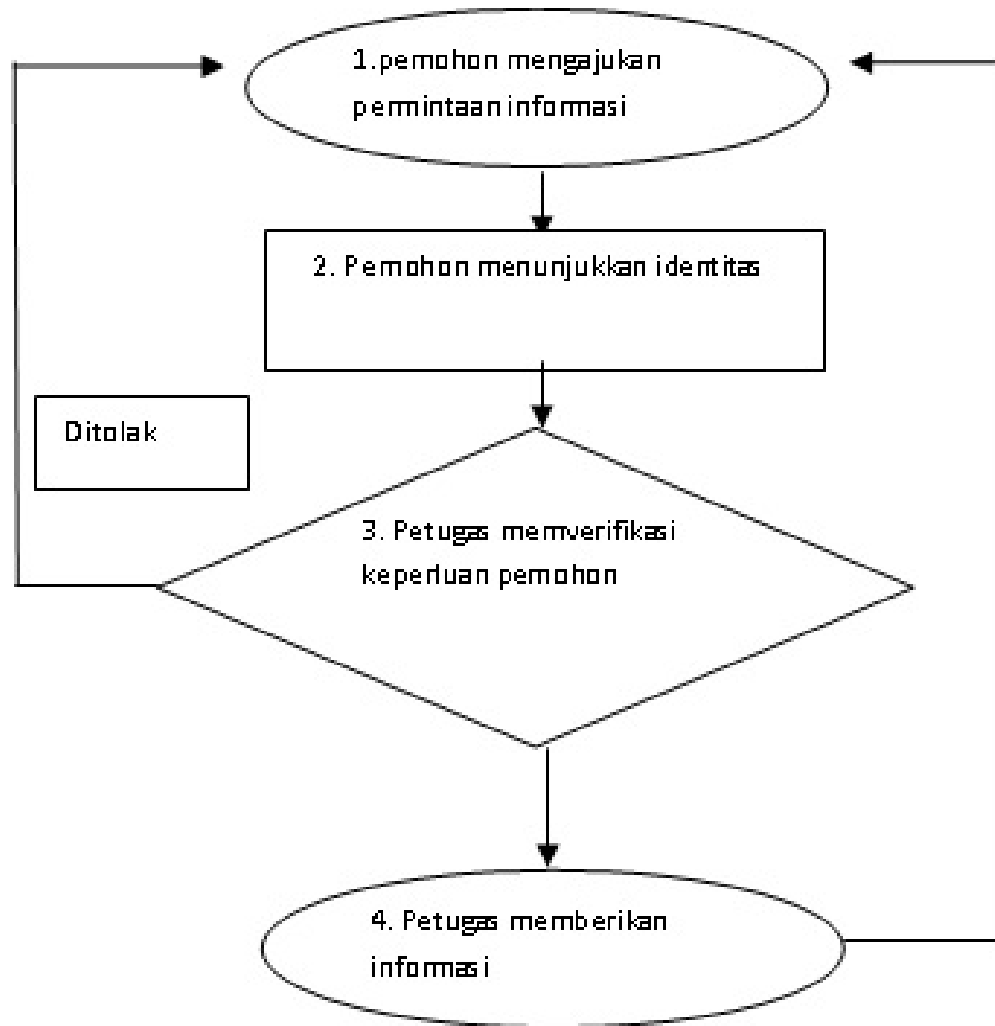 1.pemohon mengajukan
permintaan informasi
2. Pemohon menunjukkan identitas
Ditolak
3. Petugas memverifikasi
keperluan pemohon
4. Petugas memberikan
informasi